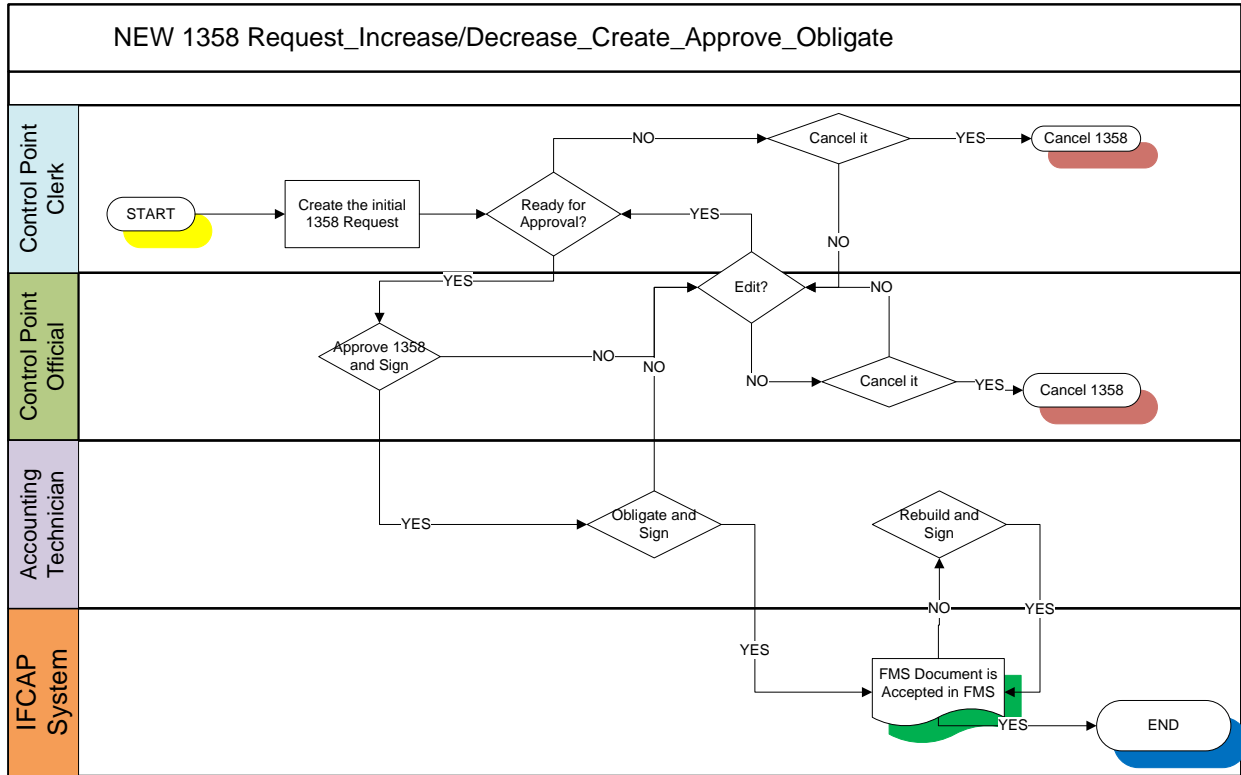 NEW 1358 Request_Increase/Decrease_Create_Approve_Obligate
Control Point
Clerk
START
Create the initial
1358 Request
Ready for
Approval?
NO
Cancel it
YES
Cancel 1358
YES
NO
YES
Control Point
Official
Approve 1358
and Sign
NO
NO
Edit?
NO
NO
Cancel it
YES
Cancel 1358
Accounting
Technician
YES
Obligate and
Sign
Rebuild and
Sign
NO
YES
IFCAP
System
YES
FMS Document is
Accepted in FMS
YES
END